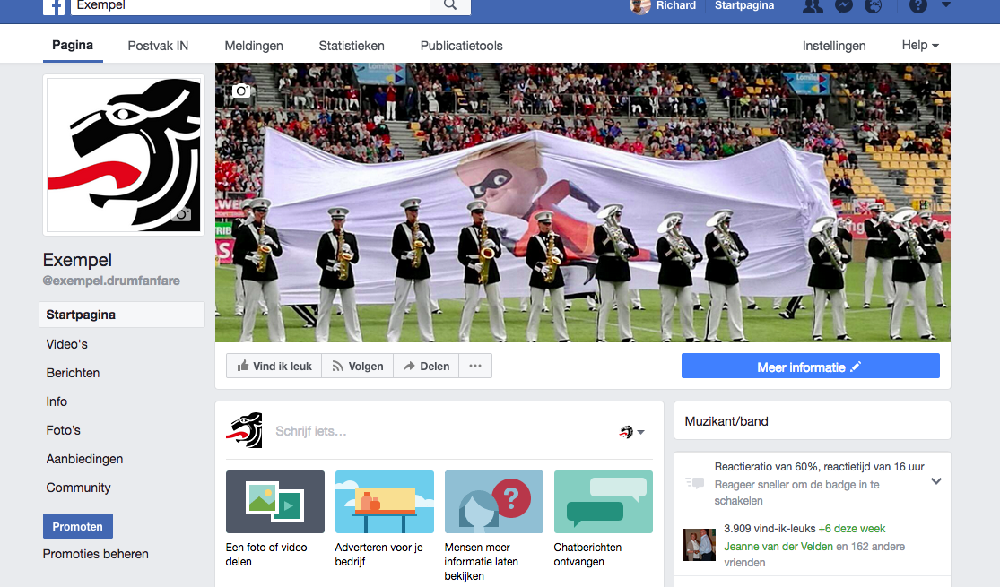 Exempel
Richard
Startpagina
Pagina
Postvak IN
Meldingen
Statistieken
Publicatietools
Instellingen
Help
Lomitel
Lomitel
Exempel
@exempel.drumfanfare
Startpagina
Video's
Berichten
Info
Foto's
Aanbiedingen
Community
Promoten
Promoties beheren
Vind ik leuk
Volgen
Delen
Meer informatie
Schrijf iets...
Een foto of video
delen
Adverteren voor je
bedrijf
Mensen meer
informatie laten
bekijken
Chatberichten
ontvangen
Muzikant/band
Reactieratio van 60%, reactietijd van 16 uur
Reageer sneller om de badge in te
schakelen
3.909 vind-ik-leuks +6 deze week
Jeanne van der Velden en 162 andere
vrienden